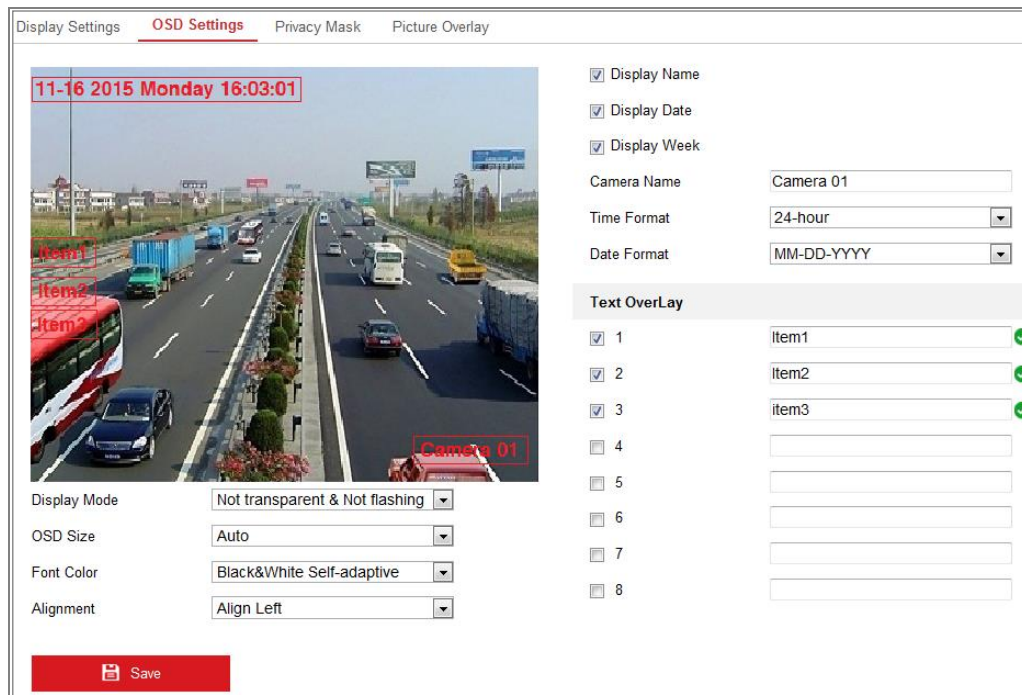 Display Settings OSD Settings Privacy Mask Picture Overlay
11-16 2015 Monday 16:03:01
Item1
Item2
Item3
Camera 01
Display Mode Not transparent & Not flashing
OSD Size Auto
Font Color Black&White Self-adaptive
Alignment Align Left
Save
Display Name
Display Date
Display Week
Camera Name Camera 01
Time Format 24-hour
Date Format MM-DD-YYYY
Text OverLay
1 Item1
2 Item2
3 item3
4
5
6
7
8